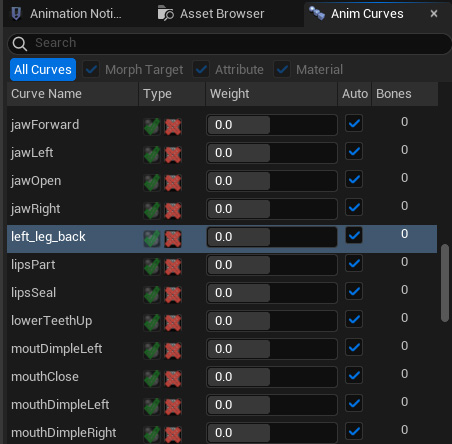 Animation Noti... Asset Browser Anim Curves
Search
All Curves Morph Target Attribute Material
Curve Name Type Weight Auto Bones
jawForward 0.0 0
jawLeft 0.0 0
jawOpen 0.0 0
jawRight 0.0 0
left_leg_back 0.0 0
lipsPart 0.0 0
lipsSeal 0.0 0
lowerTeethUp 0.0 0
moutDimpleLeft 0.0 0
mouthClose 0.0 0
mouthDimpleLeft 0.0 0
mouthDimpleRight 0.0 0